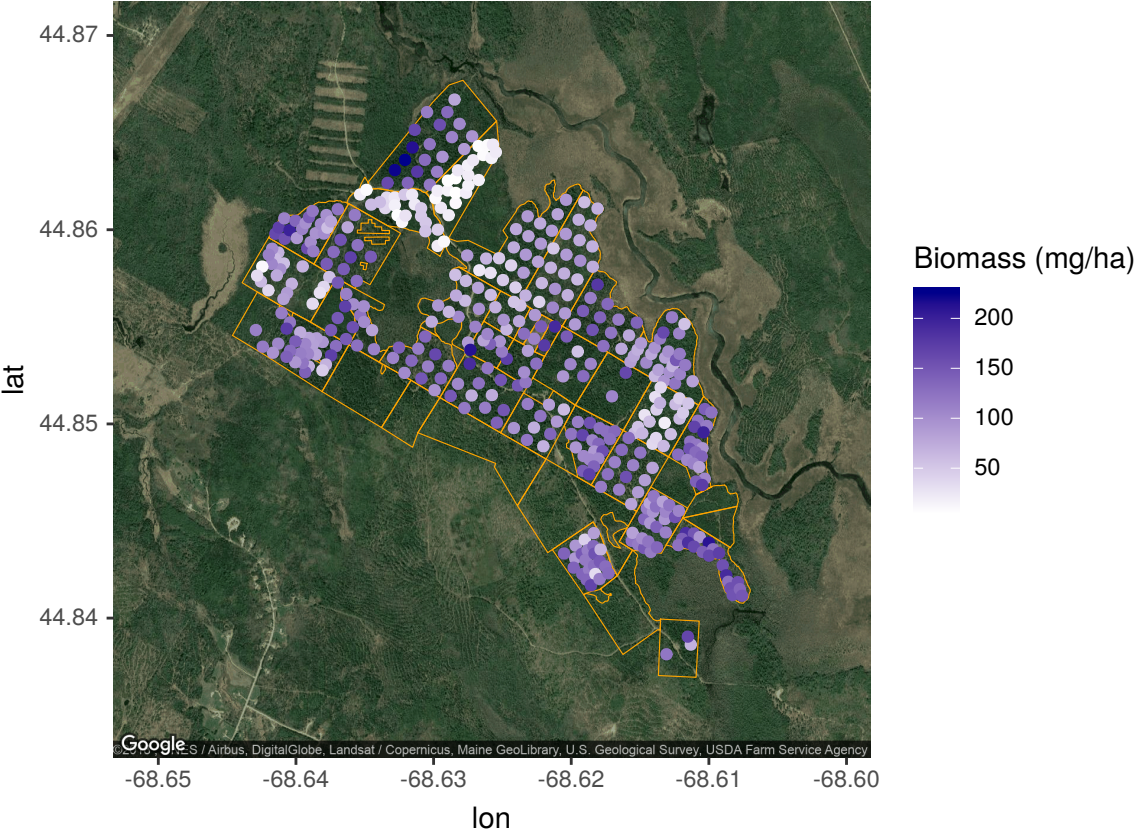 44.87
44.86
44.85
44.84
lat
-68.65
-68.64
-68.63
-68.62
-68.61
-68.60
lon
Biomass (mg/ha)
200
150
100
50
Google
/ Airbus, DigitalGlobe, Landsat / Copernicus, Maine GeoLibrary, U.S. Geological Survey, USDA Farm Service Agency